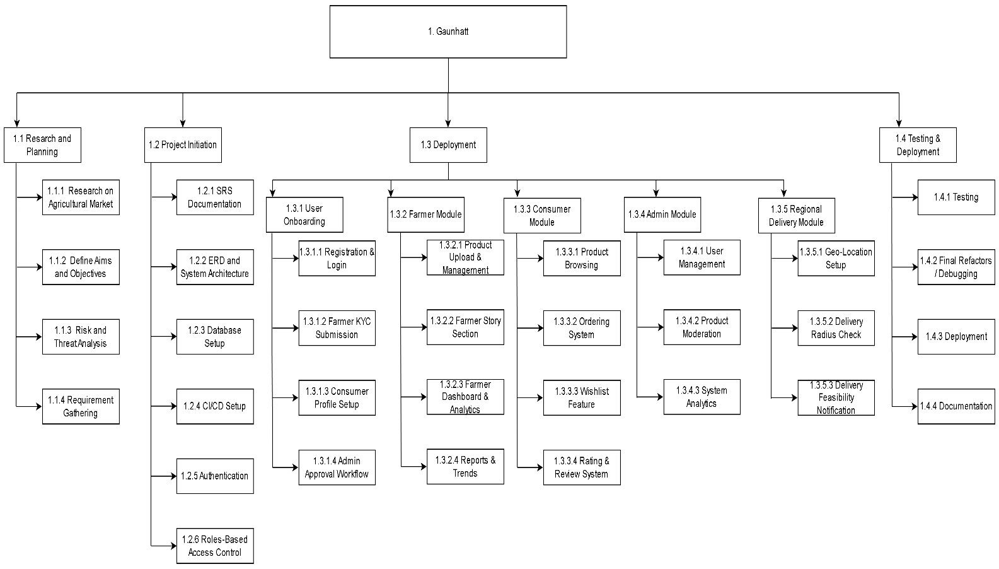 1. Gaunhatt
1.1 Resarch and
Planning
1.1.1 Research on
Agricultural Market
1.1.2 Define Aims
and Objectives
1.1.3 Risk and
Threat Analysis
1.1.4 Requirement
Gathering
1.2 Project Initiation
1.2.1 SRS
Documentation
1.2.2 ERD and
System Architecture
1.2.3 Database
Setup
1.2.4 CI/CD Setup
1.2.5 Authentication
1.2.6 Roles-Based
Access Control
1.3 Deployment
1.3.1 User
Onboarding
1.3.1.1 Registration &
Login
1.3.1.2 Farmer KYC
Submission
1.3.1.3 Consumer
Profile Setup
1.3.1.4 Admin
Approval Workflow
1.3.2 Farmer Module
1.3.2.1 Product
Upload &
Management
1.3.2.2 Farmer Story
Section
1.3.2.3 Farmer
Dashboard &
Analytics
1.3.2.4 Reports &
Trends
1.3.3 Consumer
Module
1.3.3.1 Product
Browsing
1.3.3.2 Ordering
System
1.3.3.3 Wishlist
Feature
1.3.3.4 Rating &
Review System
1.3.4 Admin Module
1.3.4.1 User
Management
1.3.4.2 Product
Moderation
1.3.4.3 System
Analytics
1.3.5 Regional
Delivery Module
1.3.5.1 Geo-Location
Setup
1.3.5.2 Delivery
Radius Check
1.3.5.3 Delivery
Feasibility
Notification
1.4 Testing &
Deployment
1.4.1 Testing
1.4.2 Final Refactors
/ Debugging
1.4.3 Deployment
1.4.4 Documentation